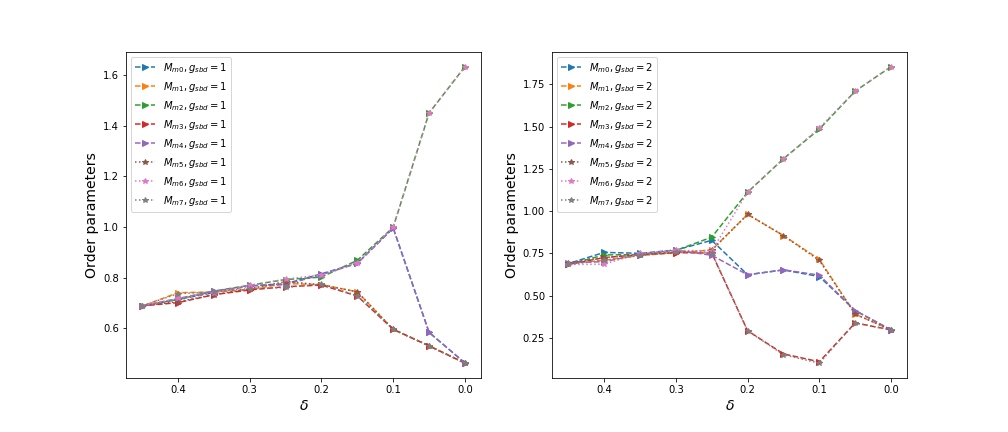 Order parameters
1.6
1.4
1.2
1.0
0.8
0.6
M_{m0}, g_{sbd} = 1
M_{m1}, g_{sbd} = 1
M_{m2}, g_{sbd} = 1
M_{m3}, g_{sbd} = 1
M_{m4}, g_{sbd} = 1
M_{m5}, g_{sbd} = 1
M_{m6}, g_{sbd} = 1
M_{m7}, g_{sbd} = 1
0.4 0.3 0.2 0.1 0.0
δ
Order parameters
1.75
1.50
1.25
1.00
0.75
0.50
0.25
M_{m0}, g_{sbd} = 2
M_{m1}, g_{sbd} = 2
M_{m2}, g_{sbd} = 2
M_{m3}, g_{sbd} = 2
M_{m4}, g_{sbd} = 2
M_{m5}, g_{sbd} = 2
M_{m6}, g_{sbd} = 2
M_{m7}, g_{sbd} = 2
0.4 0.3 0.2 0.1 0.0
δ